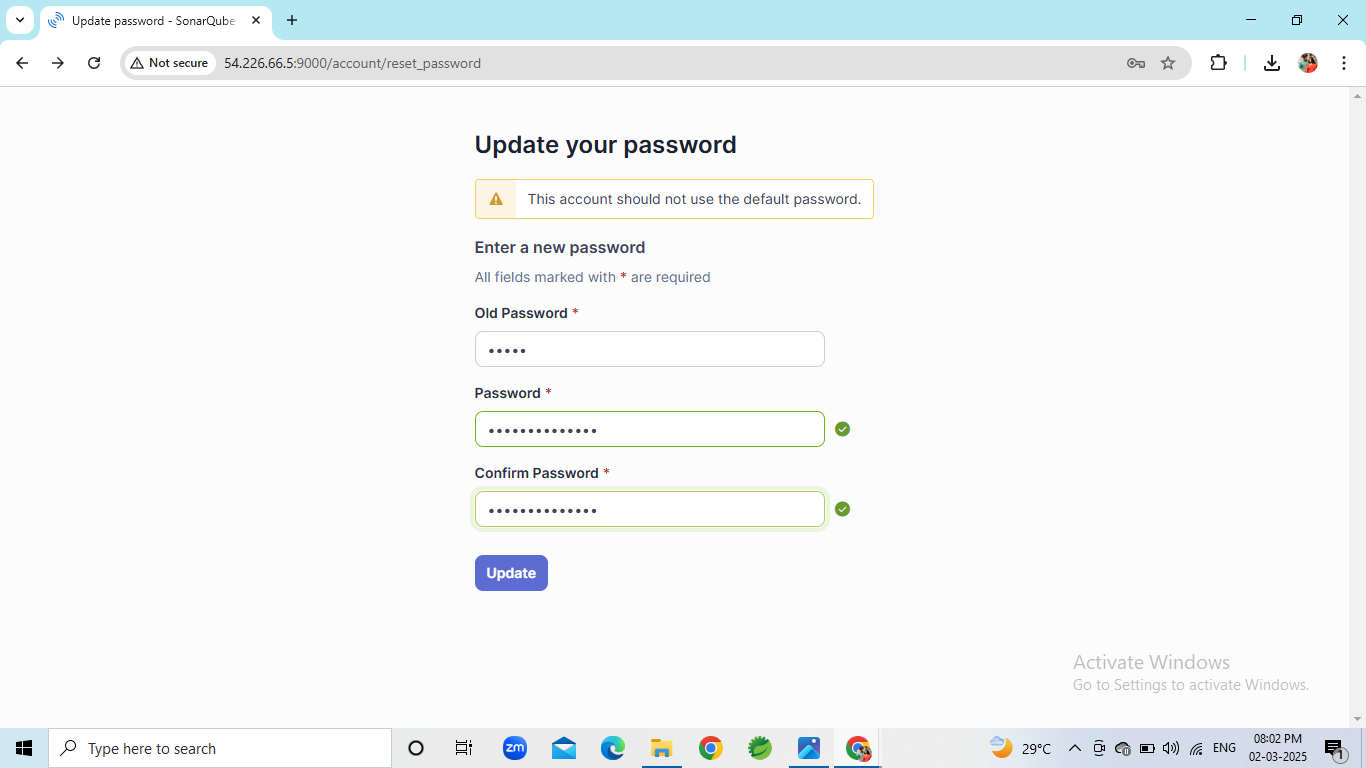 Update password - SonarQube
Not secure
54.226.66.5:9000/account/reset_password
Update your password
This account should not use the default password.
Enter a new password
All fields marked with * are required
Old Password *
•••••
Password *
••••••••••••••
Confirm Password *
••••••••••••••
Update
Activate Windows
Go to Settings to activate Windows.
Type here to search
zm
29°C
ENG
08:02 PM
02-03-2025
1